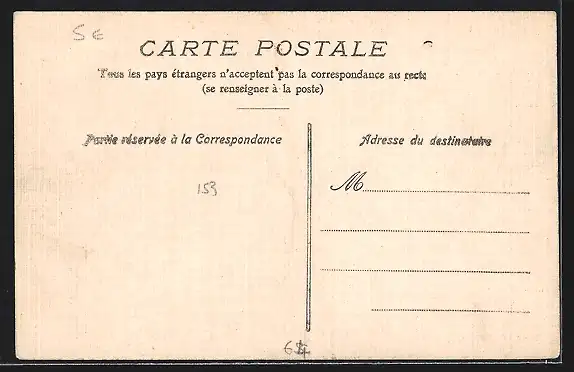 5 €
CARTE POSTALE
Tous les pays étrangers n'acceptent pas la correspondance au recto
(se renseigner à la poste)
Partie réservée à la Correspondance
Adresse du destinataire
M
153